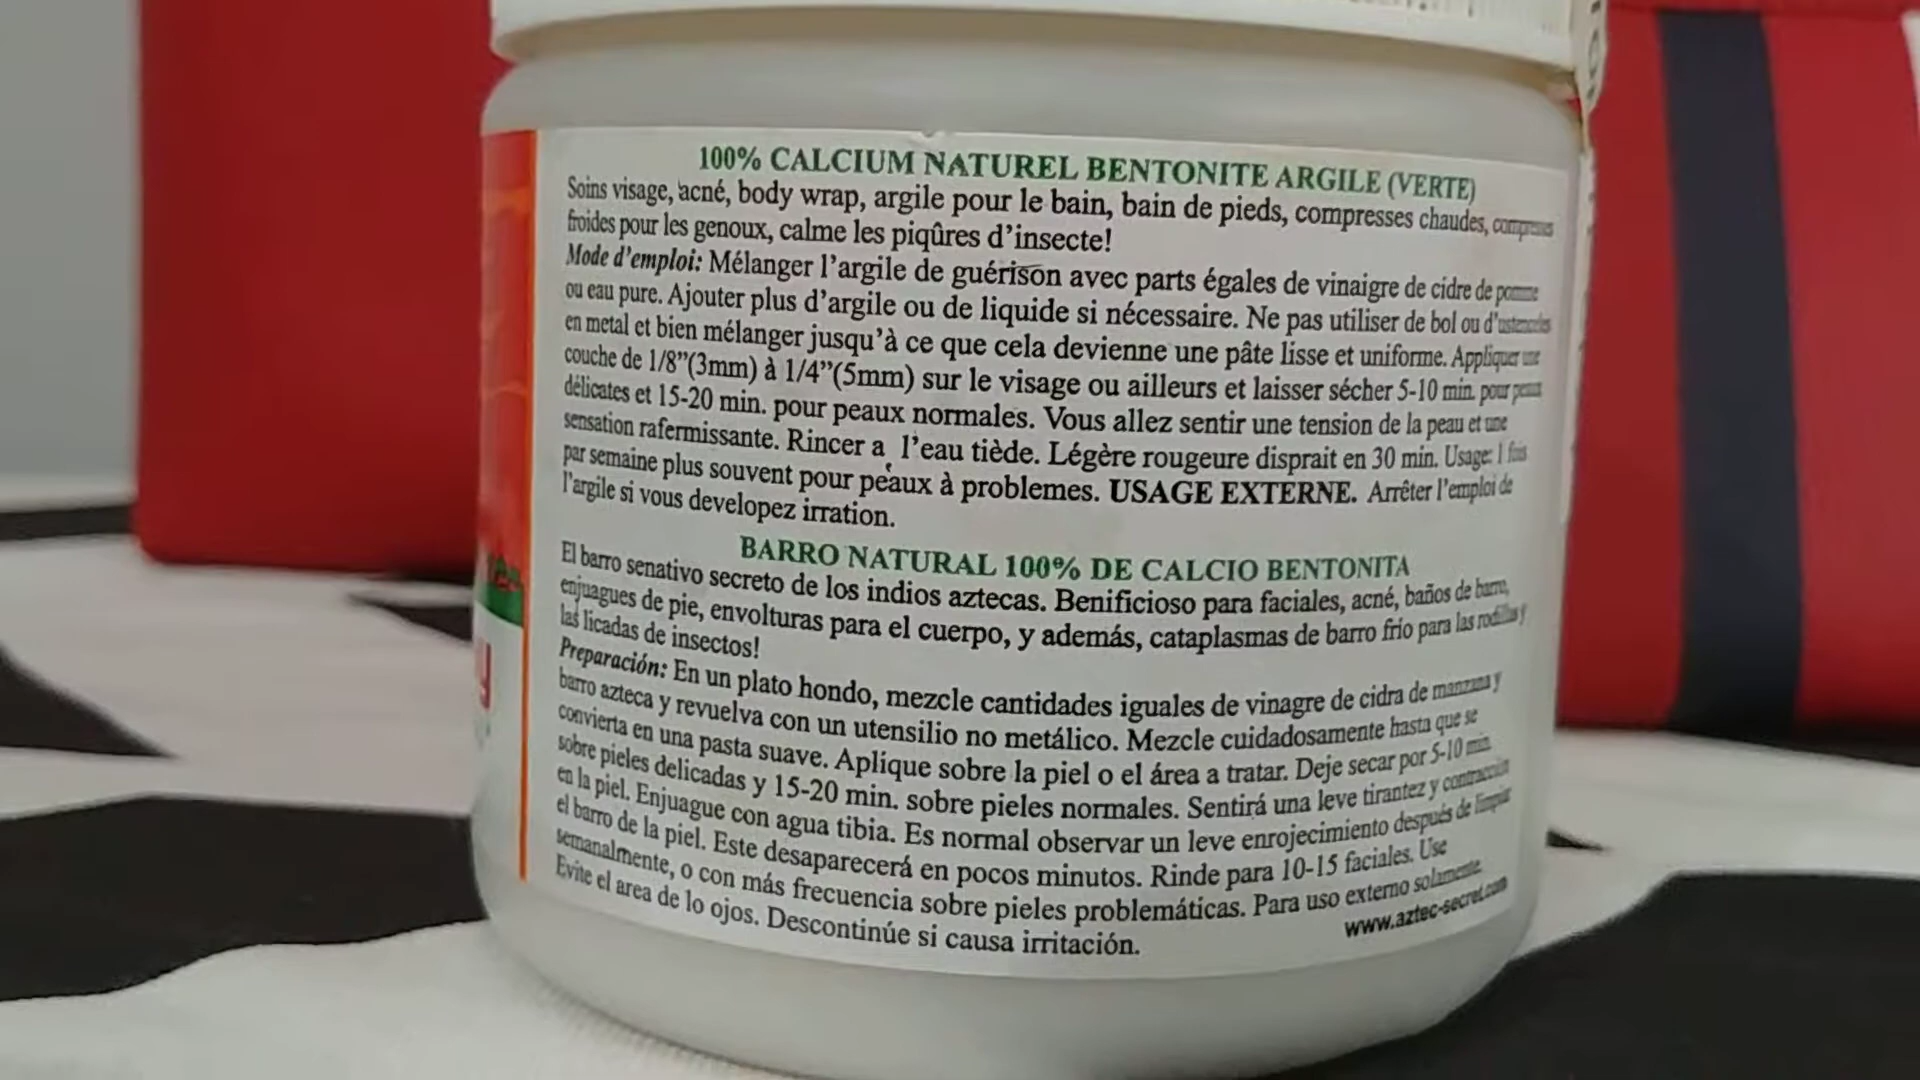 100% CALCIUM NATUREL BENTONITE ARGILE (VERTE)
Soins visage, acné, body wrap, argile pour le bain, bain de pieds, compresses chaudes, compresses
froides pour les genoux, calme les piqûres d'insecte!
Mode d'emploi: Mélanger l'argile de guérison avec parts égales de vinaigre de cidre de pomme
ou eau pure. Ajouter plus d'argile ou de liquide si nécessaire. Ne pas utiliser de bol ou d'ustenciles
en metal et bien mélanger jusqu'à ce que cela devienne une pâte lisse et uniforme. Appliquer une
couche de 1/8"(3mm) à 1/4"(5mm) sur le visage ou ailleurs et laisser sécher 5-10 min. pour peaux
délicates et 15-20 min. pour peaux normales. Vous allez sentir une tension de la peau et une
sensation rafermissante. Rincer a l'eau tiède. Légère rougeure disprait en 30 min. Usage: 1 fois
par semaine plus souvent pour peaux à problemes. USAGE EXTERNE. Arrêter l'emploi de
l'argile si vous developez irration.
BARRO NATURAL 100% DE CALCIO BENTONITA
El barro senativo secreto de los indios aztecas. Benificioso para faciales, acné, baños de barro,
enjuagues de pie, envolturas para el cuerpo, y además, cataplasmas de barro frío para las rodillas y
las licadas de insectos!
Preparación: En un plato hondo, mezcle cantidades iguales de vinagre de cidra de manzana y
barro azteca y revuelva con un utensilio no metálico. Mezcle cuidadosamente hasta que se
convierta en una pasta suave. Aplique sobre la piel o el área a tratar. Deje secar por 5-10 min.
sobre pieles delicadas y 15-20 min. sobre pieles normales. Sentirá una leve tirantez y contracción
en la piel. Enjuague con agua tibia. Es normal observar un leve enrojecimiento después de limpiar
el barro de la piel. Este desaparecerá en pocos minutos. Rinde para 10-15 faciales. Use
semanalmente, o con más frecuencia sobre pieles problemáticas. Para uso externo solamente.
Evite el area de lo ojos. Descontinúe si causa irritación.
www.aztec-secret.com